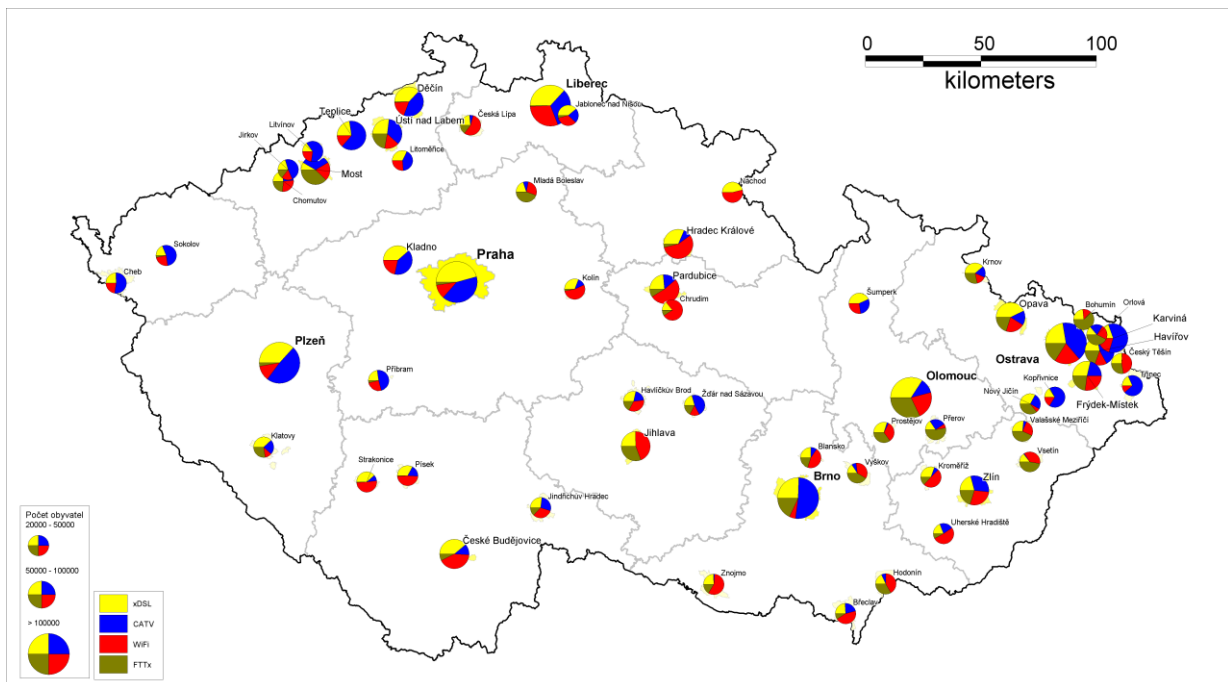 0 50 100
kilometers
Liberec
Děčín
Jablonec nad Nisou
Teplice
Česká Lípa
Ústí nad Labem
Litvínov
Jirkov
Litoměřice
Most
Mladá Boleslav
Náchod
Chomutov
Hradec Králové
Sokolov
Kladno
Praha
Cheb
Kolín
Pardubice
Krnov
Chrudim
Šumperk
Opava
Bohumín
Orlová
Karviná
Havířov
Plzeň
Ostrava
Český Těšín
Příbram
Olomouc
Kopřivnice
Třinec
Havlíčkův Brod
Žďár nad Sázavou
Nový Jičín
Frýdek-Místek
Prostějov
Přerov
Valašské Meziříčí
Jihlava
Klatovy
Blansko
Vsetín
Strakonice
Písek
Vyškov
Brno
Kroměříž
Zlín
Jindřichův Hradec
Uherské Hradiště
České Budějovice
Znojmo
Hodonín
Břeclav
Počet obyvatel
20000 - 50000
50000 - 100000
> 100000
xDSL
CATV
WiFi
FTTx